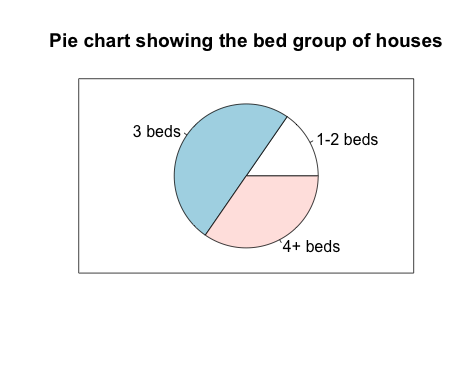 Pie chart showing the bed group of houses
3 beds
1-2 beds
4+ beds